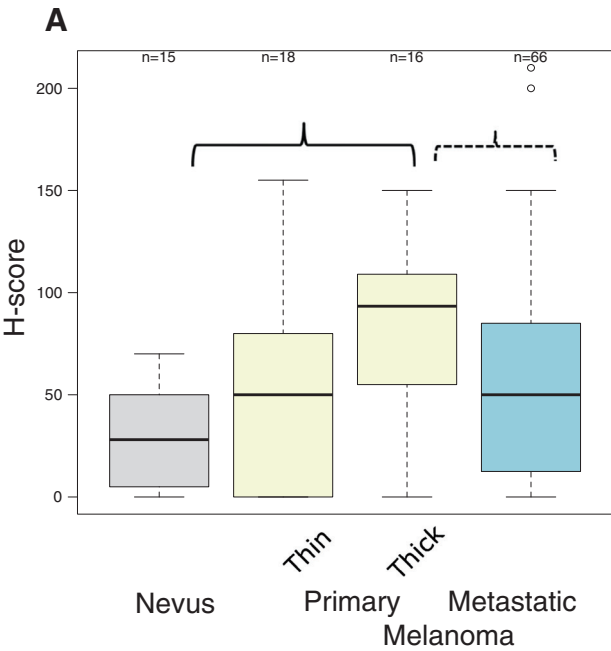 A
n=15 n=18 n=16 n=66
200
150
100
50
0
H-score
Thin Thick
Nevus Primary Metastatic
Melanoma